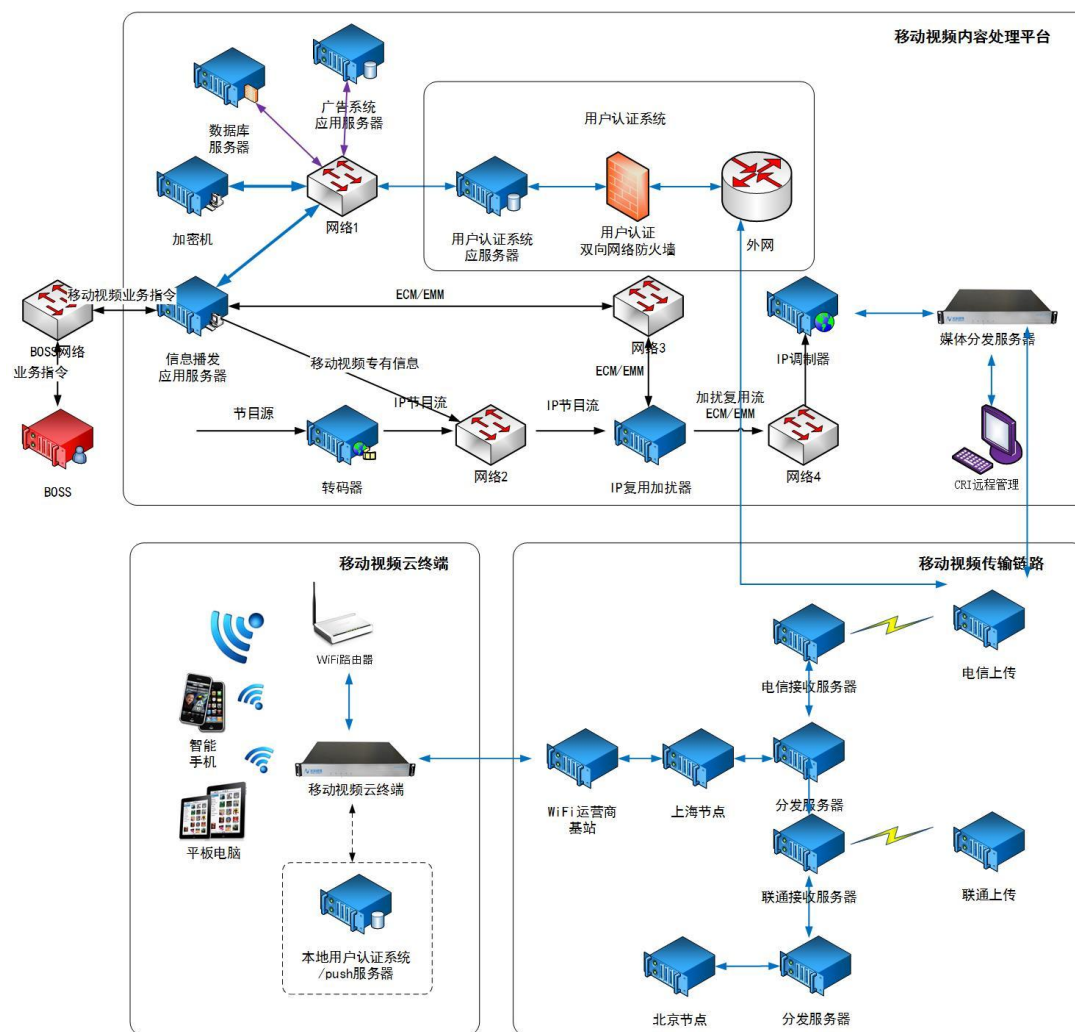 移动视频内容处理平台
广告系统
应用服务器
数据库
服务器
用户认证系统
加密机
网络1
用户认证系统
应服务器
用户认证
双向网络防火墙
外网
移动视频业务指令
ECM/EMM
BOSS网络
信息播发
应用服务器
网络3
IP调制器
媒体分发服务器
业务指令
移动视频专有信息
ECM/EMM
节目源
IP节目流
IP节目流
加扰复用流
ECM/EMM
BOSS
转码器
网络2
IP复用加扰器
网络4
CRI远程管理
移动视频云终端
WiFi路由器
智能
手机
移动视频云终端
平板电脑
本地用户认证系统
/push服务器
移动视频传输链路
电信接收服务器
电信上传
WiFi运营商
基站
上海节点
分发服务器
联通接收服务器
联通上传
北京节点
分发服务器